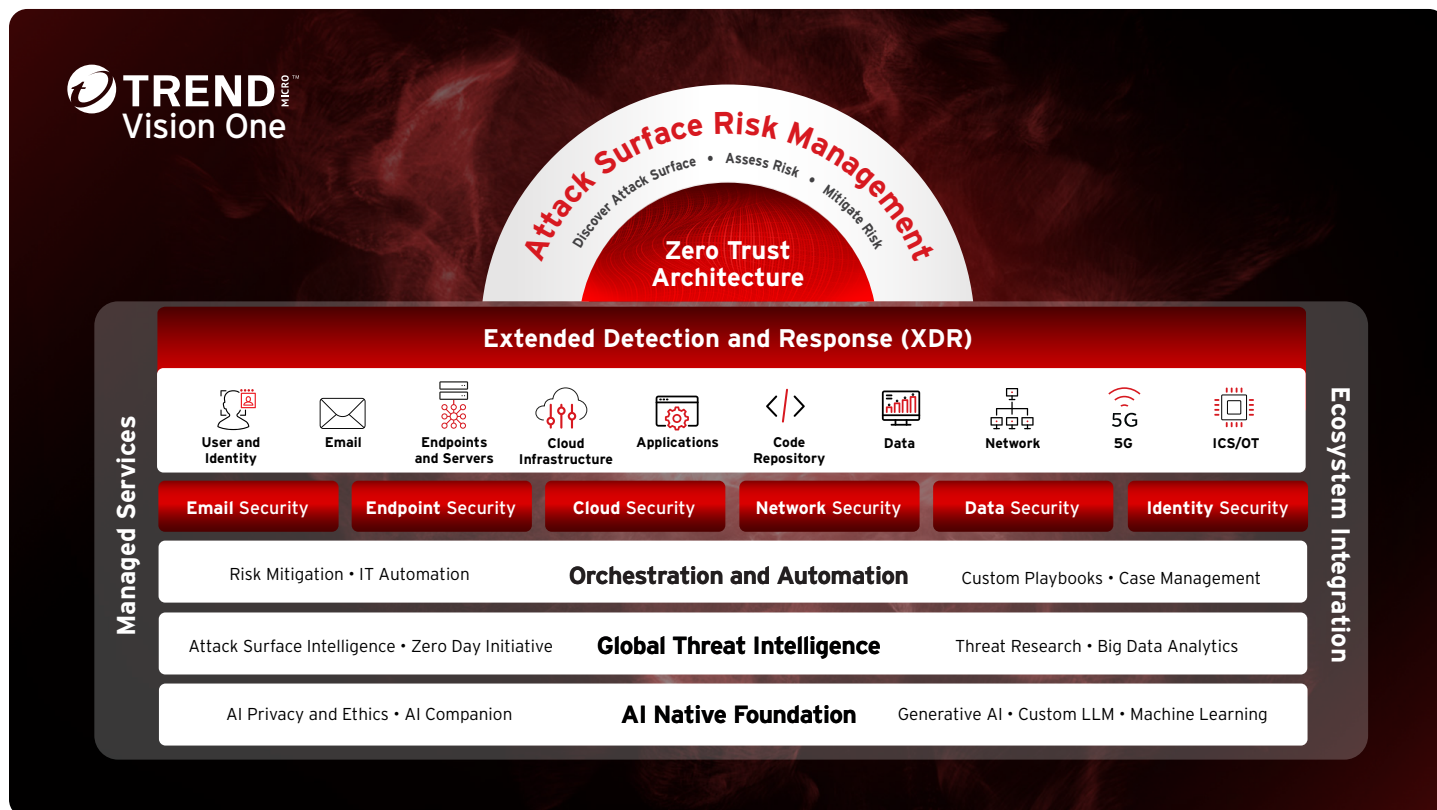 TREND MICRO™
Vision One
Attack Surface Risk Management
Discover Attack Surface • Assess Risk • Mitigate Risk
Zero Trust
Architecture
Extended Detection and Response (XDR)
User and
Identity
Email
Endpoints
and Servers
Cloud
Infrastructure
Applications
Code
Repository
Data
Network
5G
5G
ICS/OT
Managed Services
Ecosystem Integration
Email Security
Endpoint Security
Cloud Security
Network Security
Data Security
Identity Security
Risk Mitigation • IT Automation
Orchestration and Automation
Custom Playbooks • Case Management
Attack Surface Intelligence • Zero Day Initiative
Global Threat Intelligence
Threat Research • Big Data Analytics
AI Privacy and Ethics • AI Companion
AI Native Foundation
Generative AI • Custom LLM • Machine Learning